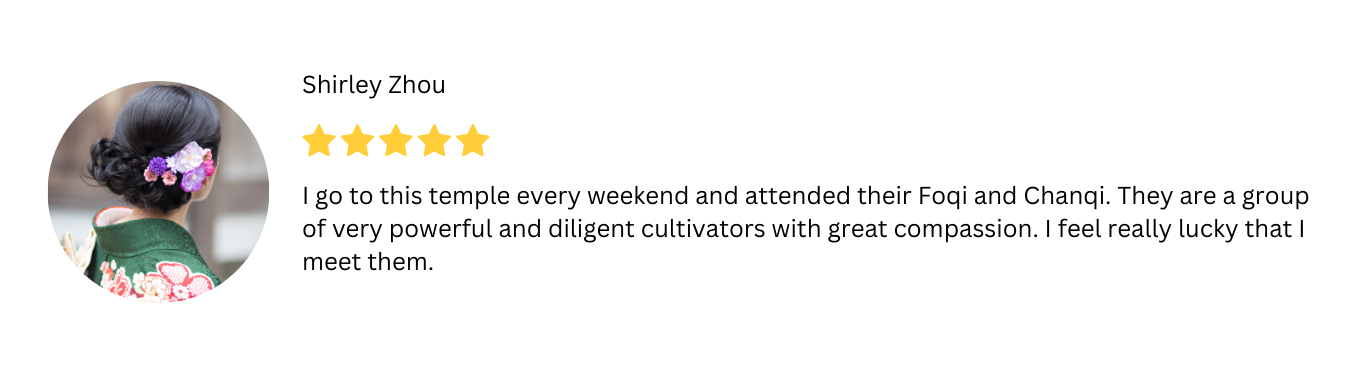 Shirley Zhou
I go to this temple every weekend and attended their Foqi and Chanqi. They are a group
of very powerful and diligent cultivators with great compassion. I feel really lucky that I
meet them.